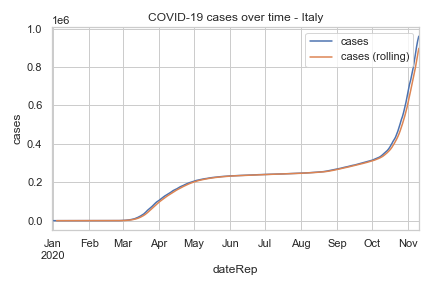 COVID-19 cases over time - Italy
1e6
cases
cases (rolling)
1.0
0.8
0.6
0.4
0.2
0.0
cases
Jan Feb Mar Apr May Jun Jul Aug Sep Oct Nov
2020
dateRep